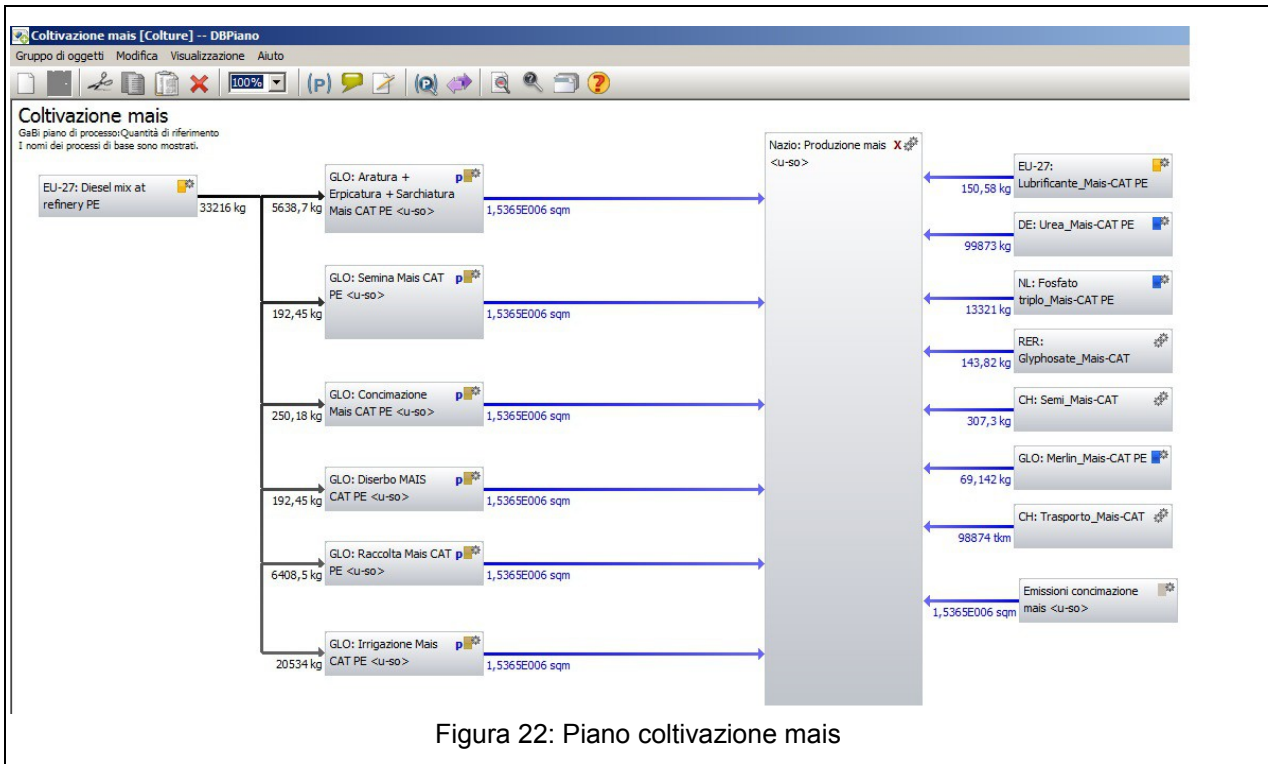 Coltivazione mais [Colture] -- DBPiano
Gruppo di oggetti Modifica Visualizzazione Aiuto
100%
(P)
Coltivazione mais
GaBi piano di processo:Quantità di riferimento
I nomi dei processi di base sono mostrati.
EU-27: Diesel mix at
refinery PE
33216 kg
5638,7 kg
GLO: Aratura +
Erpicatura + Sarchiatura
Mais CAT PE <u-so>
p
1,5365E006 sqm
192,45 kg
GLO: Semina Mais CAT
PE <u-so>
p
1,5365E006 sqm
250,18 kg
GLO: Concimazione
Mais CAT PE <u-so>
p
1,5365E006 sqm
192,45 kg
GLO: Diserbo MAIS
CAT PE <u-so>
p
1,5365E006 sqm
6408,5 kg
GLO: Raccolta Mais CAT
PE <u-so>
p
1,5365E006 sqm
20534 kg
GLO: Irrigazione Mais
CAT PE <u-so>
p
1,5365E006 sqm
Nazio: Produzione mais X
<u-so>
EU-27:
Lubrificante_Mais-CAT PE
150,58 kg
DE: Urea_Mais-CAT PE
99873 kg
NL: Fosfato
triplo_Mais-CAT PE
13321 kg
RER:
Glyphosate_Mais-CAT
143,82 kg
CH: Semi_Mais-CAT
307,3 kg
GLO: Merlin_Mais-CAT PE
69,142 kg
CH: Trasporto_Mais-CAT
98874 tkm
Emissioni concimazione
mais <u-so>
1,5365E006 sqm
Figura 22: Piano coltivazione mais